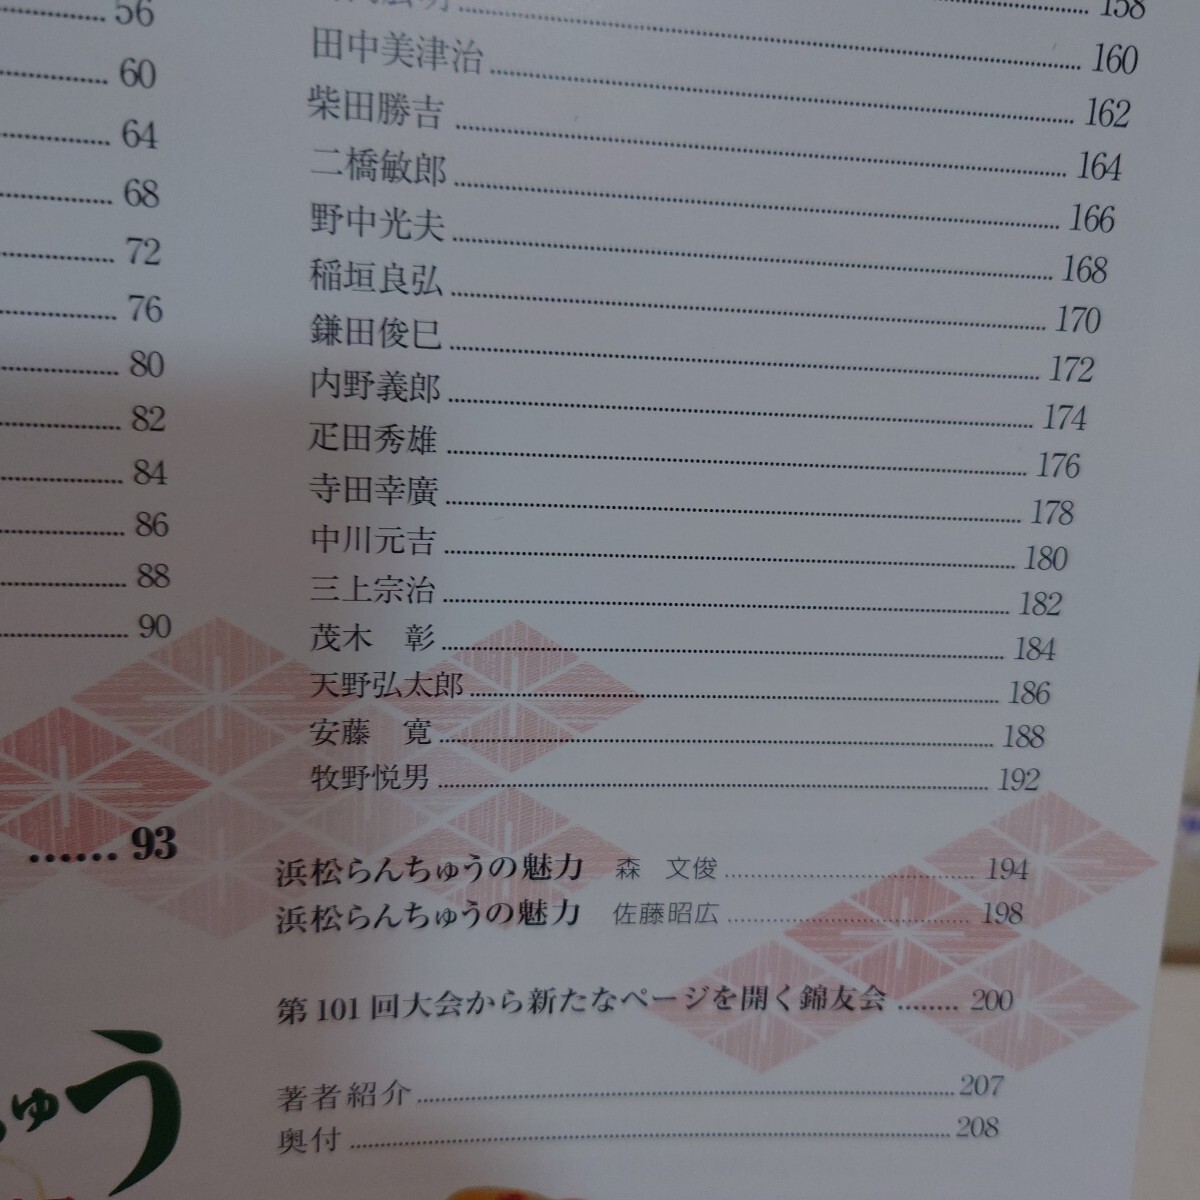 56
60
64
68
72
76
80
82
84
86
88
90
...... 93
ゅう
158
160
田中美津治 162
柴田勝吉 164
二橋敏郎 166
野中光夫 168
稲垣良弘 170
鎌田俊巳 172
内野義郎 174
疋田秀雄 176
寺田幸廣 178
中川元吉 180
三上宗治 182
茂木　彰 184
天野弘太郎 186
安藤　寛 188
牧野悦男 192
浜松らんちゅうの魅力　森　文俊 194
浜松らんちゅうの魅力　佐藤昭広 198
第101回大会から新たなページを開く錦友会 ........ 200
著者紹介 207
奥付 208